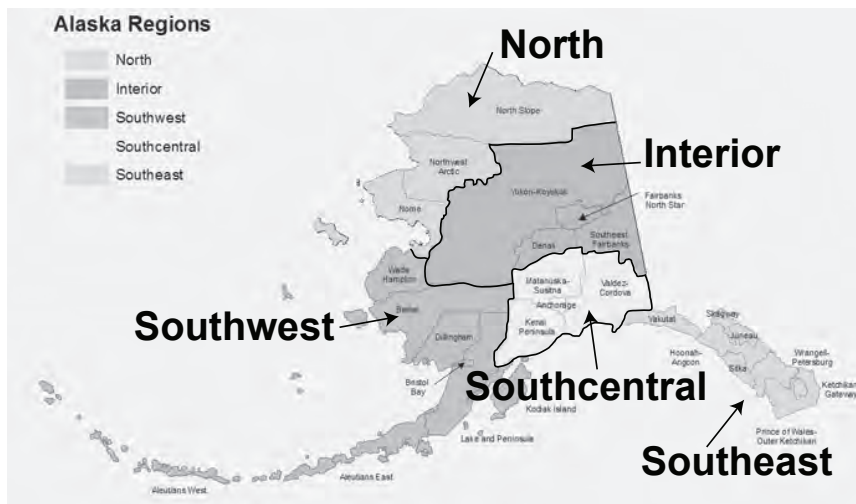 Alaska Regions
North
Interior
Southwest
Southcentral
Southeast
North
North Slope
Interior
Northwest
Arctic
Yukon-Koyukuk
Fairbanks
North Star
Nome
Denali
Southeast
Fairbanks
Wade
Hampton
Matanuska-
Susitna
Valdez-
Cordova
Southwest
Bethel
Anchorage
Dillingham
Kenai
Peninsula
Yakutat
Skagway
Juneau
Hoonah-
Angoon
Sitka
Wrangell-
Petersburg
Ketchikan
Gateway
Bristol
Bay
Southcentral
Kodiak Island
Lake and Peninsula
Prince of Wales-
Outer Ketchikan
Southeast
Aleutians East
Aleutians West